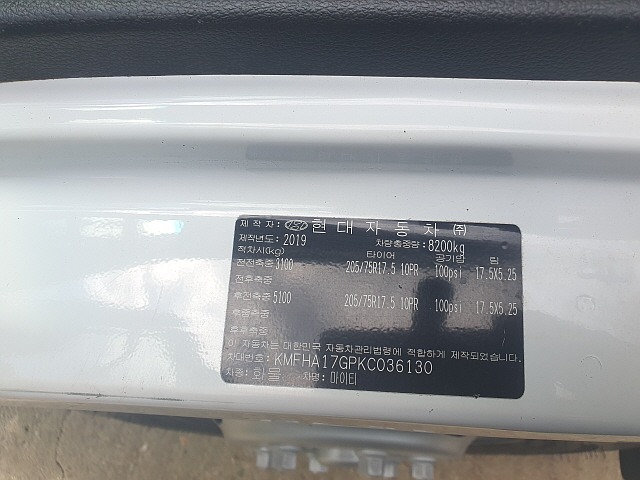 제작자: 현대자동차 ㈜
제작년도: 2019 차량총중량: 8200kg
적차시(kg) 타이어 공기압 림
전전축중 3100 205/75R17.5 10PR 100psi 17.5X5.25
전후축중
후전축중 5100 205/75R17.5 10PR 100psi 17.5X5.25
후중축중
후후축중
이 자동차는 대한민국 자동차관리법령에 적합하게 제작되었습니다
차대번호: KMFHA17GPKC036130
차종: 화물 차명: 마이티